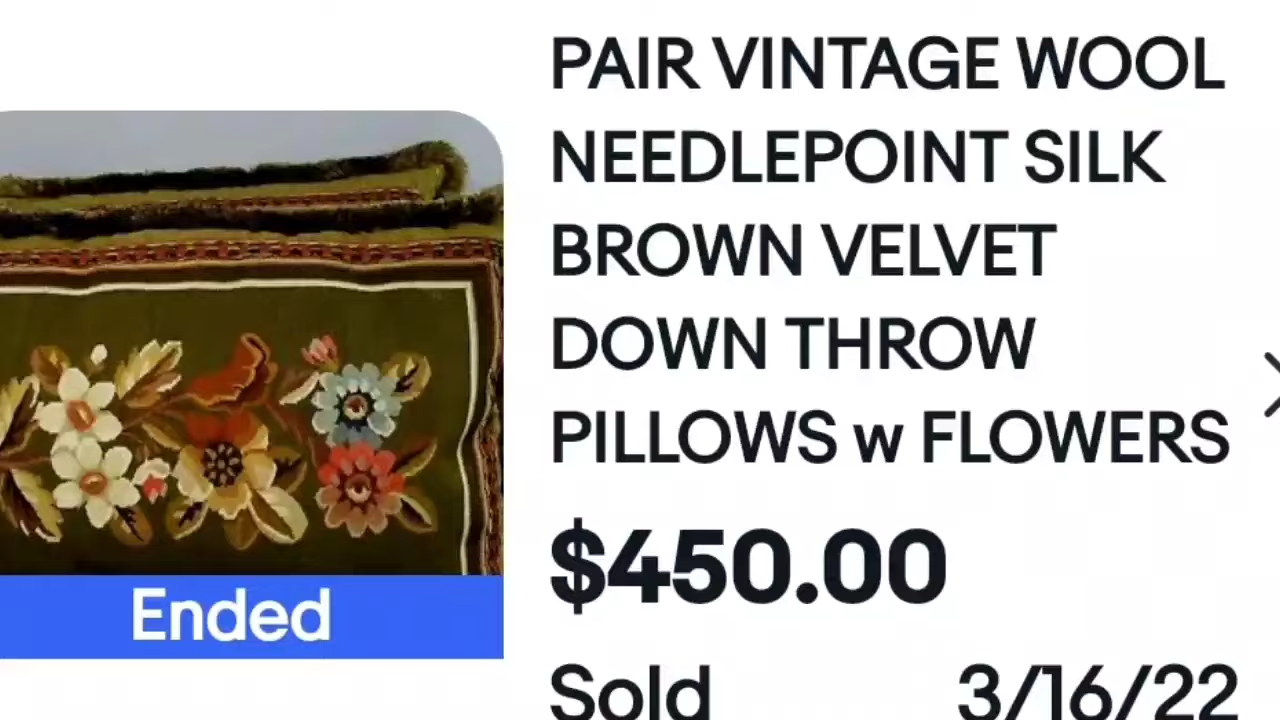 PAIR VINTAGE WOOL
NEEDLEPOINT SILK
BROWN VELVET
DOWN THROW
PILLOWS w FLOWERS
$450.00
Ended
Sold 3/16/22